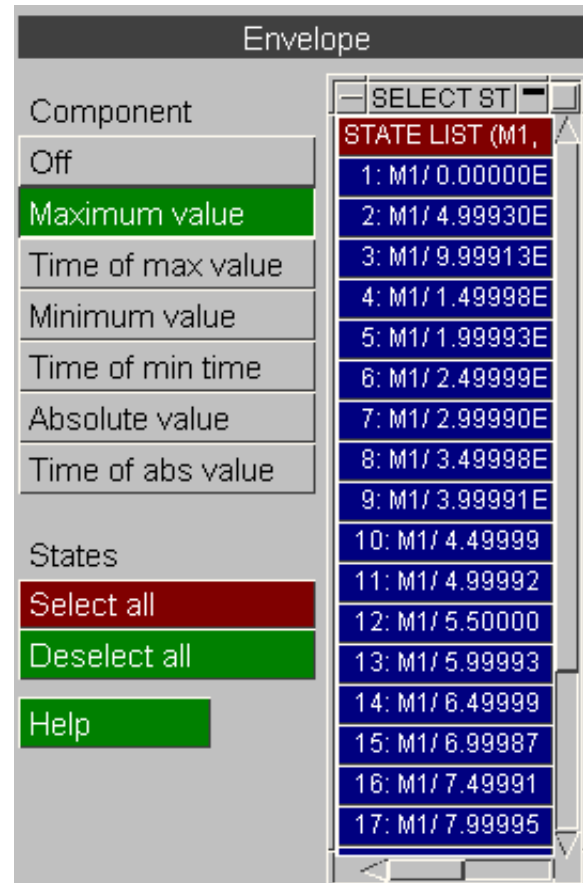 Envelope
Component
Off
Maximum value
Time of max value
Minimum value
Time of min time
Absolute value
Time of abs value
States
Select all
Deselect all
Help
SELECT ST
STATE LIST (M1,
1: M1/ 0.00000E
2: M1/ 4.99930E
3: M1/ 9.99913E
4: M1/ 1.49998E
5: M1/ 1.99993E
6: M1/ 2.49999E
7: M1/ 2.99990E
8: M1/ 3.49998E
9: M1/ 3.99991E
10: M1/ 4.49999
11: M1/ 4.99992
12: M1/ 5.50000
13: M1/ 5.99993
14: M1/ 6.49999
15: M1/ 6.99987
16: M1/ 7.49991
17: M1/ 7.99995